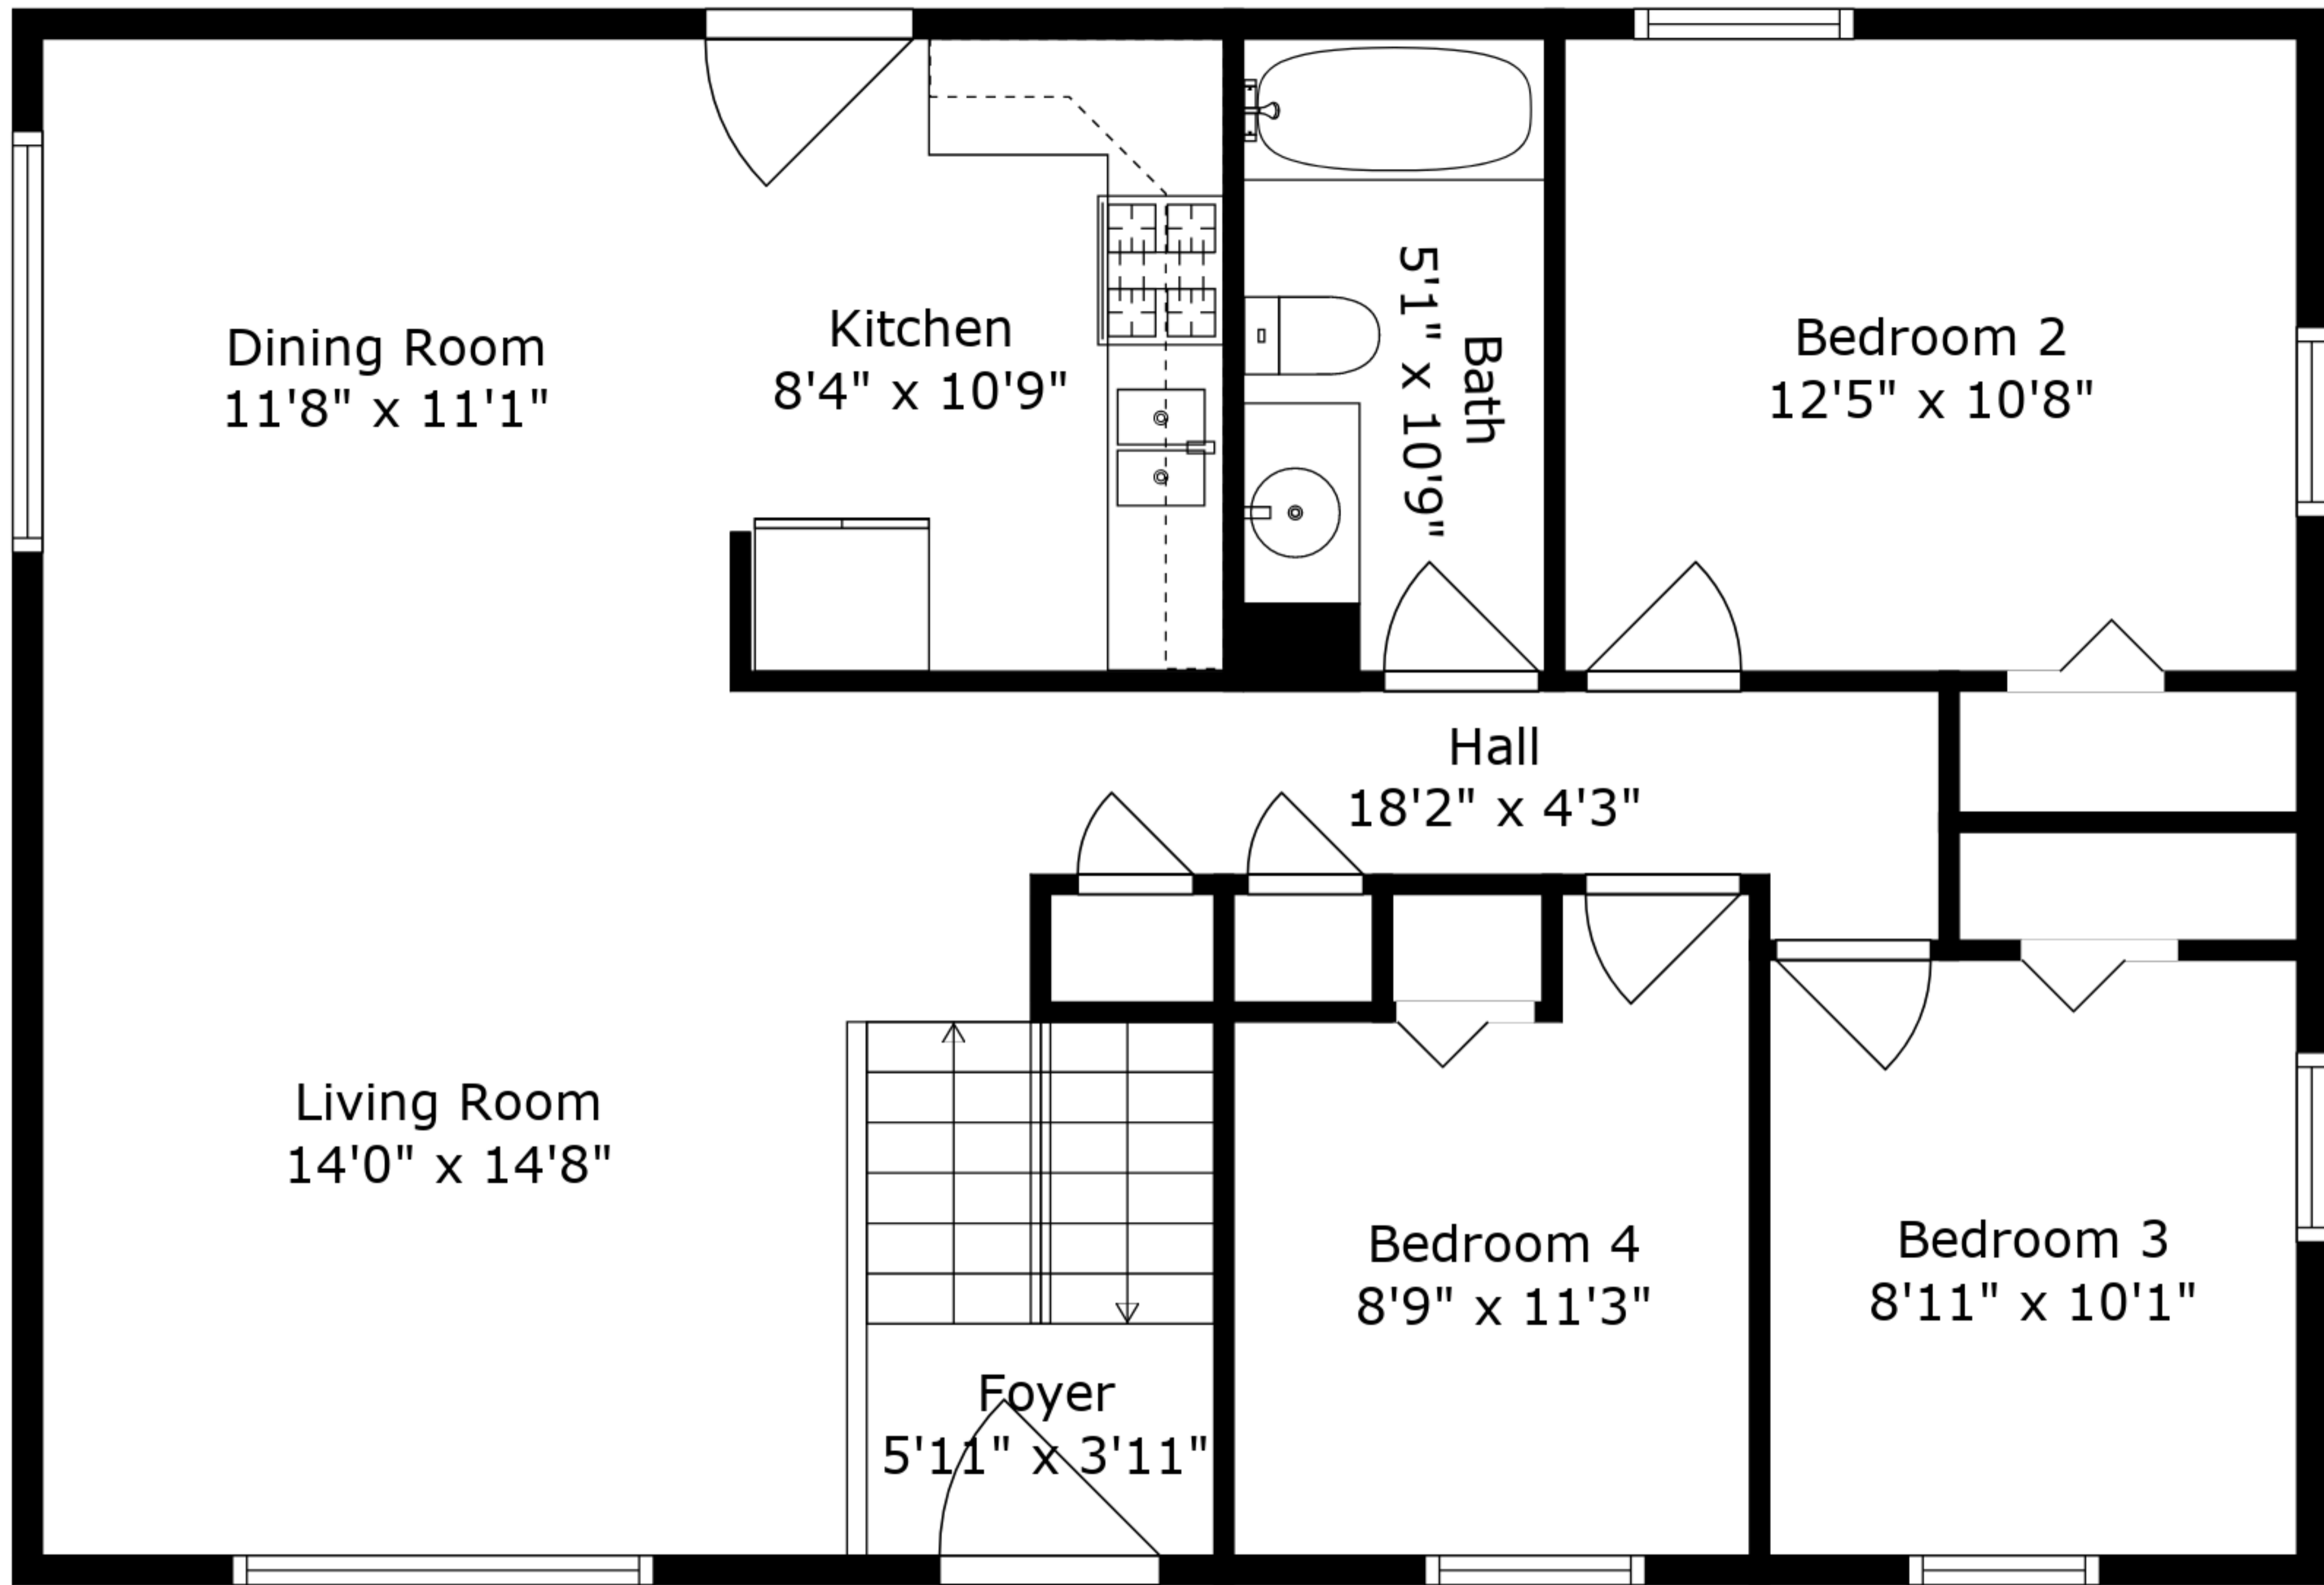 Dining Room
11'8" x 11'1"
Kitchen
8'4" x 10'9"
Bath
5'1" x 10'9"
Bedroom 2
12'5" x 10'8"
Hall
18'2" x 4'3"
Living Room
14'0" x 14'8"
Foyer
5'11" x 3'11"
Bedroom 4
8'9" x 11'3"
Bedroom 3
8'11" x 10'1"